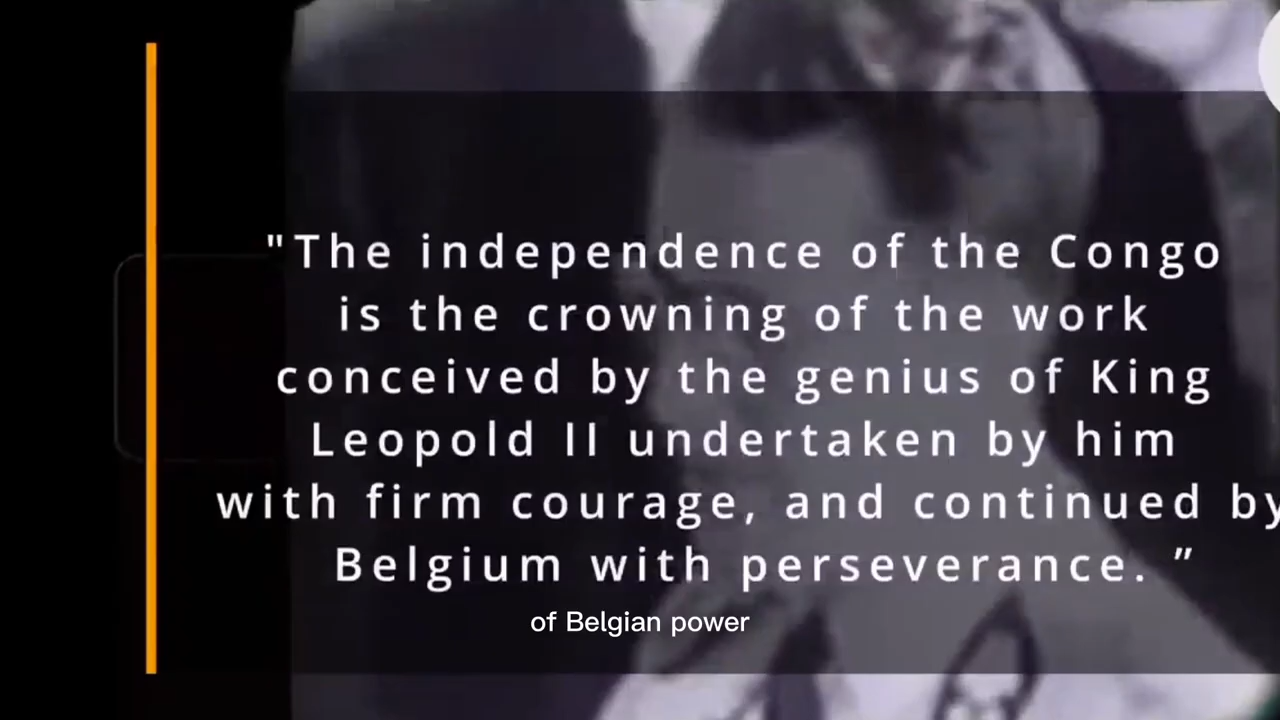 "The independence of the Congo
is the crowning of the work
conceived by the genius of King
Leopold II undertaken by him
with firm courage, and continued by
Belgium with perseverance. ”
of Belgian power